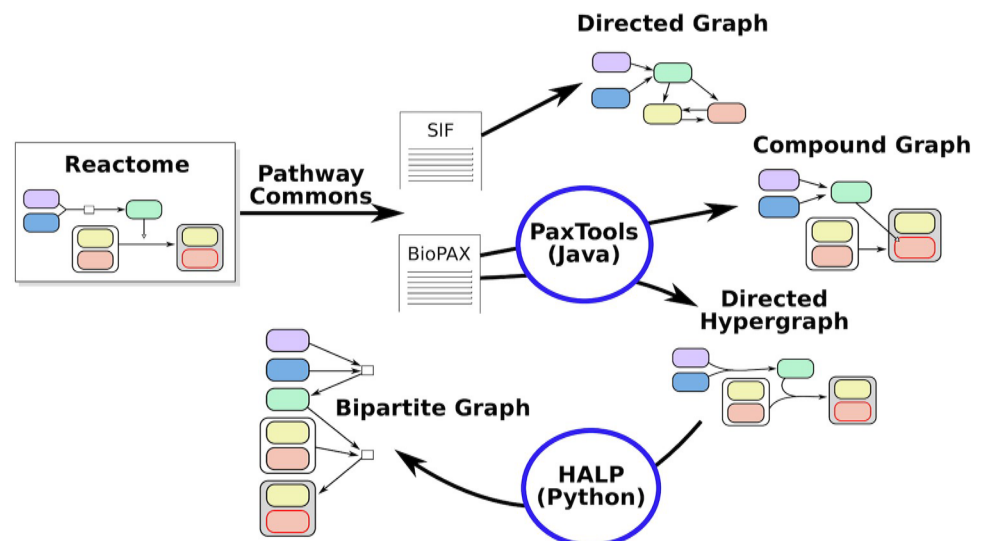 Directed Graph
SIF
Compound Graph
Reactome
Pathway
Commons
PaxTools
(Java)
BioPAX
Directed
Hypergraph
Bipartite Graph
HALP
(Python)